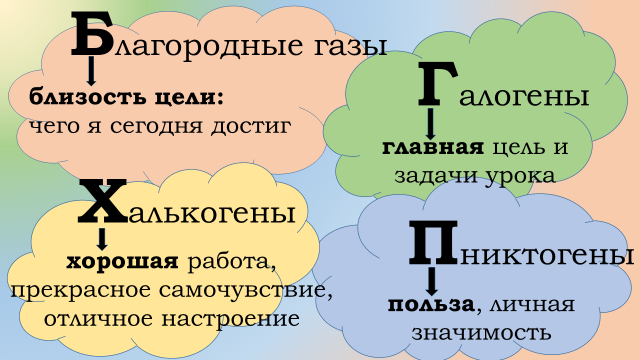 Благородные газы
близость цели:
чего я сегодня достиг
Галогены
главная цель и
задачи урока
Халькогены
хорошая работа,
прекрасное самочувствие,
отличное настроение
Пниктогены
польза, личная
значимость